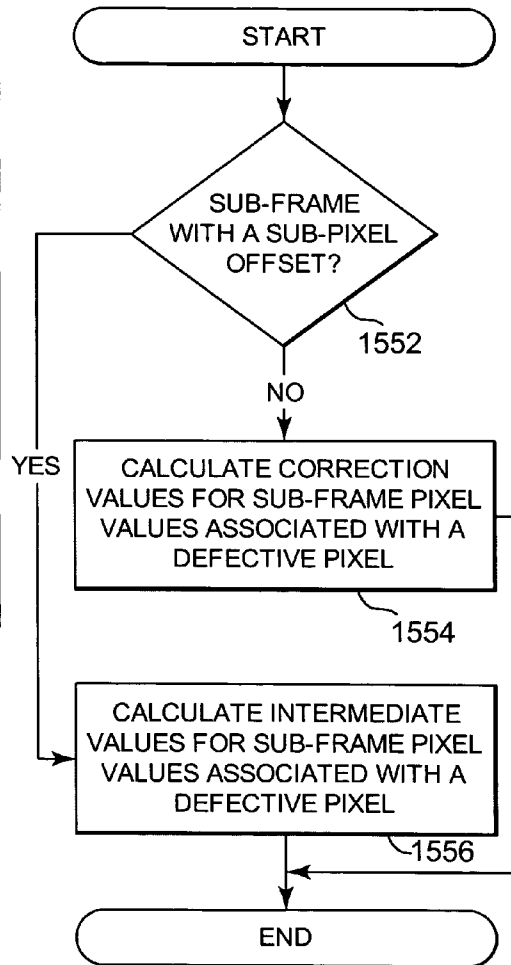 START
SUB-FRAME
WITH A SUB-PIXEL
OFFSET?
1552
NO
YES
CALCULATE CORRECTION
VALUES FOR SUB-FRAME PIXEL
VALUES ASSOCIATED WITH A
DEFECTIVE PIXEL
1554
CALCULATE INTERMEDIATE
VALUES FOR SUB-FRAME PIXEL
VALUES ASSOCIATED WITH A
DEFECTIVE PIXEL
1556
END